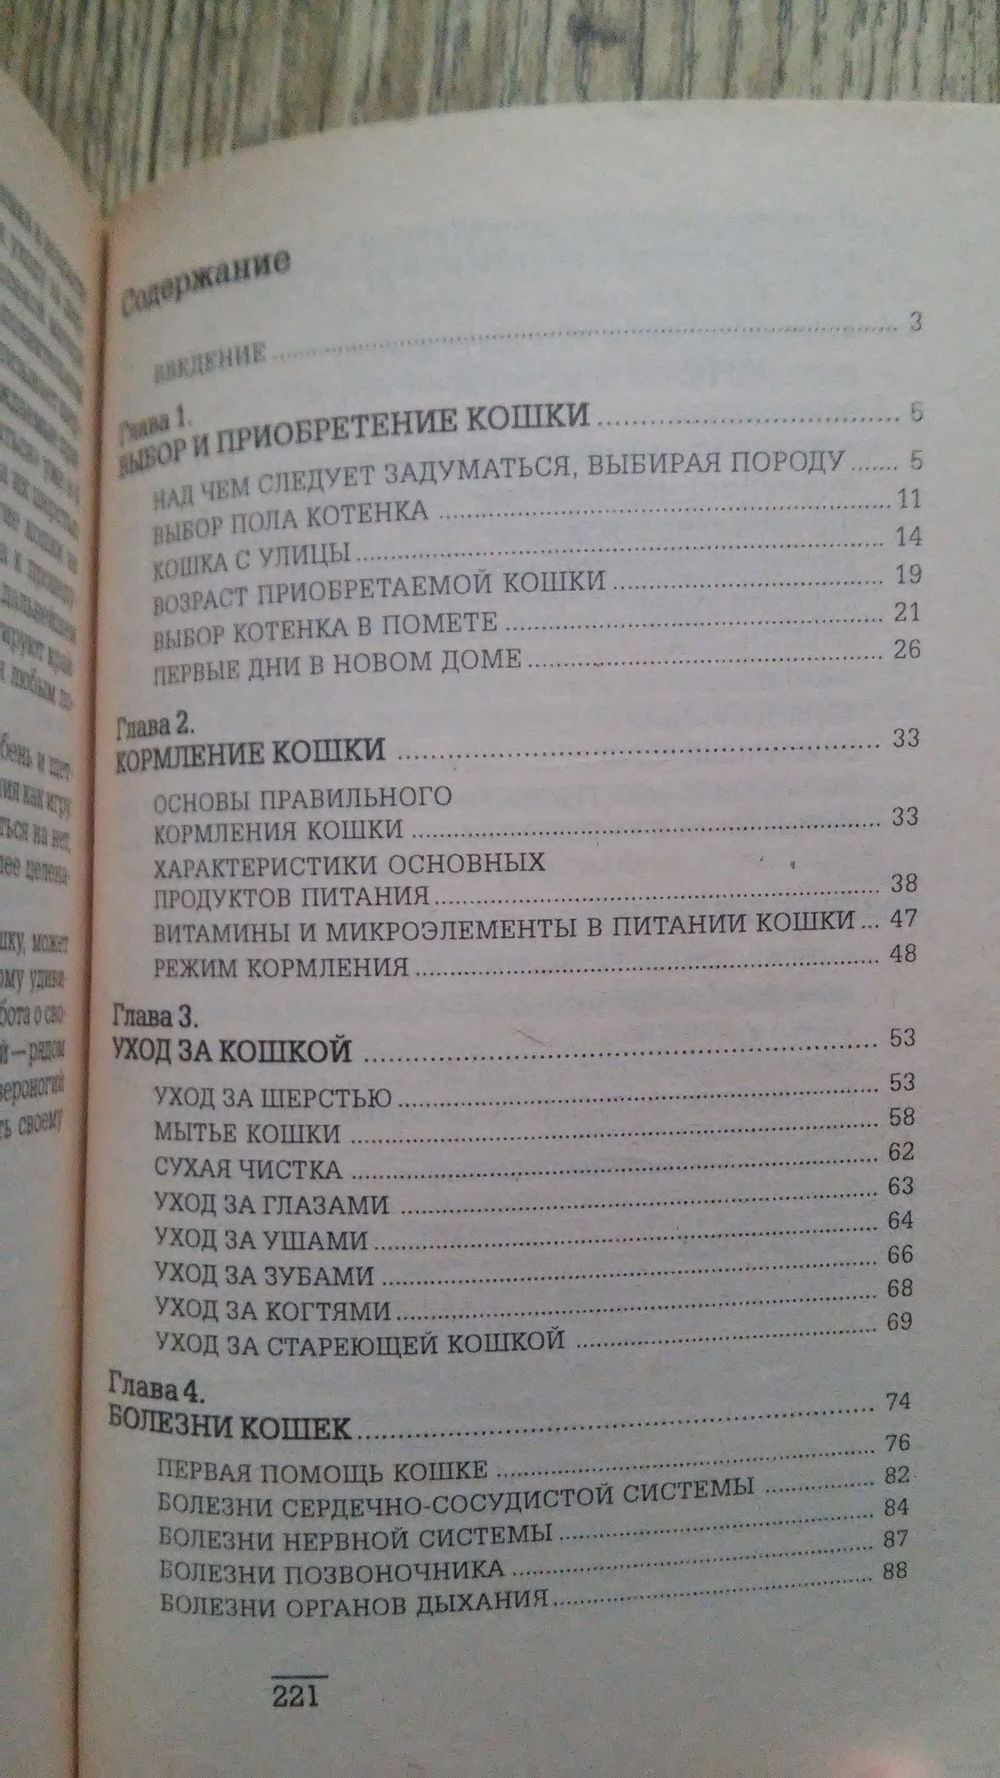 Содержание
ВВЕДЕНИЕ ........ 3
Глава 1.
ВЫБОР И ПРИОБРЕТЕНИЕ КОШКИ ........ 5
НАД ЧЕМ СЛЕДУЕТ ЗАДУМАТЬСЯ, ВЫБИРАЯ ПОРОДУ ....... 5
ВЫБОР ПОЛА КОТЕНКА ........ 11
КОШКА С УЛИЦЫ ........ 14
ВОЗРАСТ ПРИОБРЕТАЕМОЙ КОШКИ ........ 19
ВЫБОР КОТЕНКА В ПОМЕТЕ ........ 21
ПЕРВЫЕ ДНИ В НОВОМ ДОМЕ ........ 26
Глава 2.
КОРМЛЕНИЕ КОШКИ ........ 33
ОСНОВЫ ПРАВИЛЬНОГО
КОРМЛЕНИЯ КОШКИ ........ 33
ХАРАКТЕРИСТИКИ ОСНОВНЫХ
ПРОДУКТОВ ПИТАНИЯ ........ 38
ВИТАМИНЫ И МИКРОЭЛЕМЕНТЫ В ПИТАНИИ КОШКИ ... 47
РЕЖИМ КОРМЛЕНИЯ ........ 48
Глава 3.
УХОД ЗА КОШКОЙ ........ 53
УХОД ЗА ШЕРСТЬЮ ........ 53
МЫТЬЕ КОШКИ ........ 58
СУХАЯ ЧИСТКА ........ 62
УХОД ЗА ГЛАЗАМИ ........ 63
УХОД ЗА УШАМИ ........ 64
УХОД ЗА ЗУБАМИ ........ 66
УХОД ЗА КОГТЯМИ ........ 68
УХОД ЗА СТАРЕЮЩЕЙ КОШКОЙ ........ 69
Глава 4.
БОЛЕЗНИ КОШЕК ........ 74
ПЕРВАЯ ПОМОЩЬ КОШКЕ ........ 76
БОЛЕЗНИ СЕРДЕЧНО-СОСУДИСТОЙ СИСТЕМЫ ........ 82
БОЛЕЗНИ НЕРВНОЙ СИСТЕМЫ ........ 84
БОЛЕЗНИ ПОЗВОНОЧНИКА ........ 87
БОЛЕЗНИ ОРГАНОВ ДЫХАНИЯ ........ 88
221